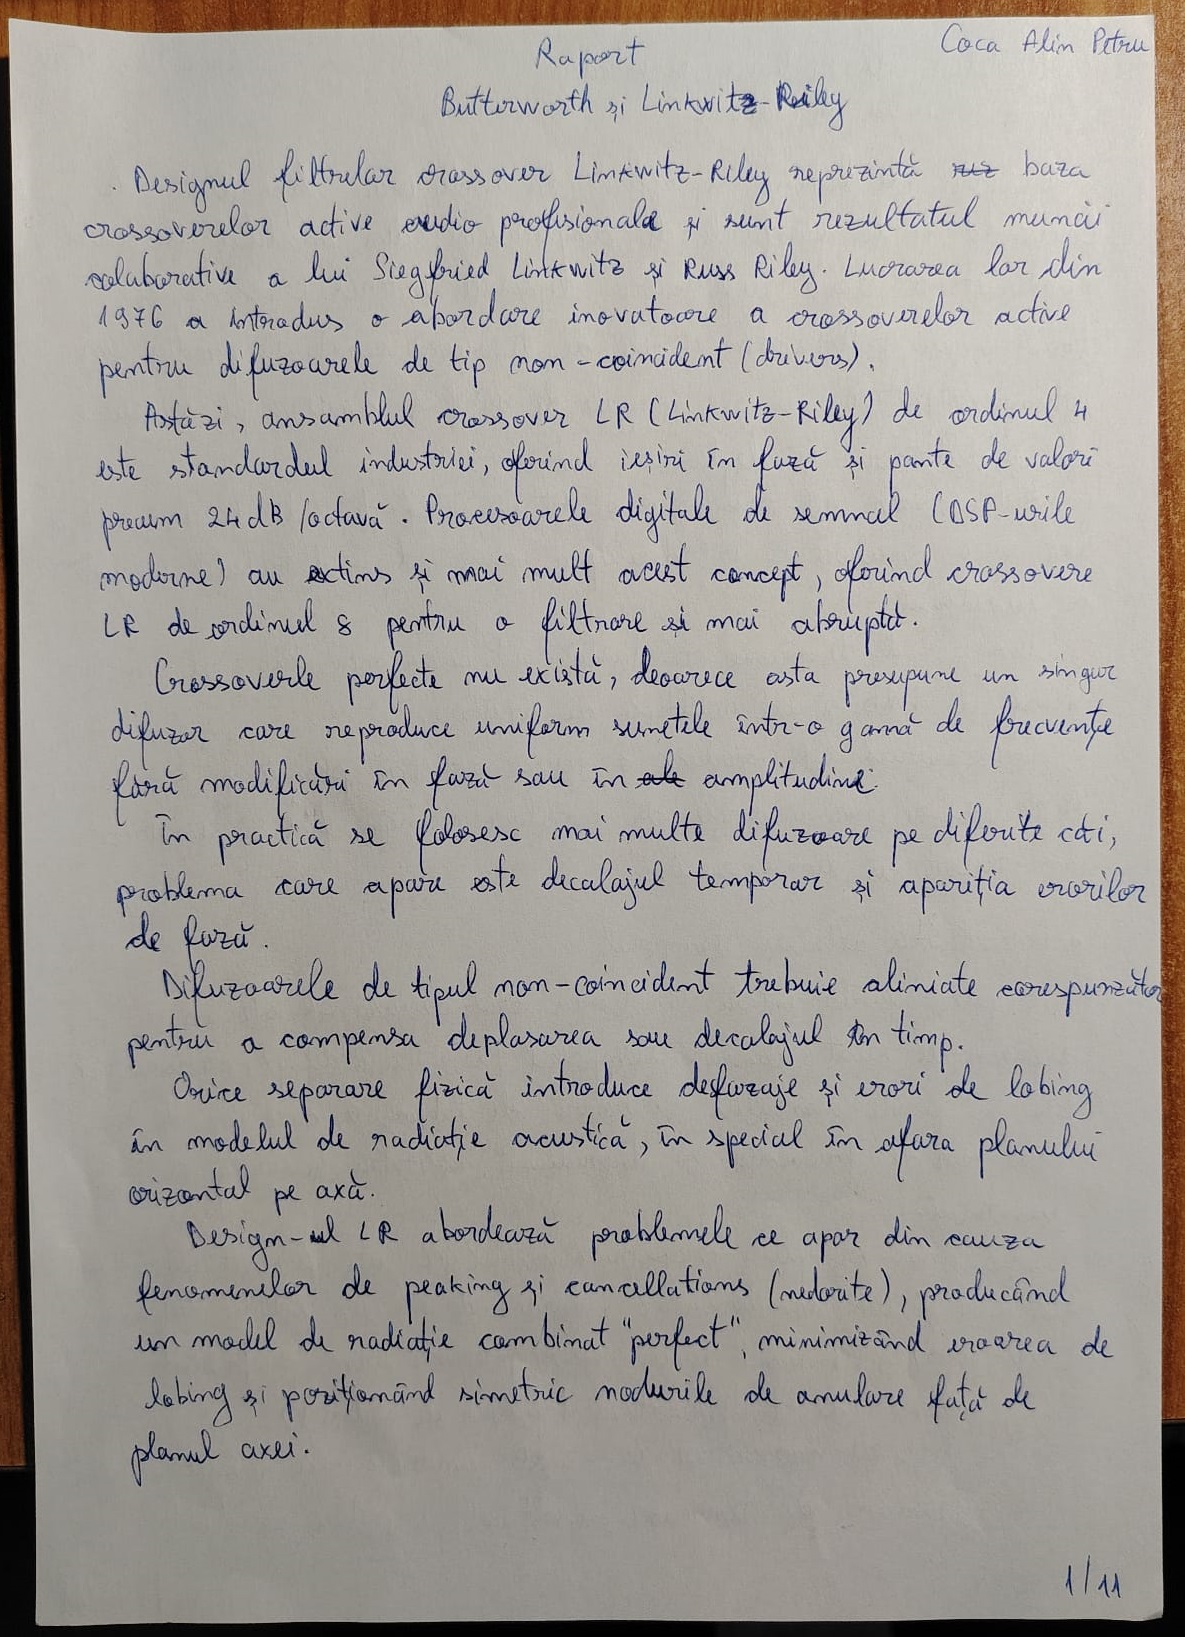 Coca Alin Petru
Raport
Butterworth și Linkwitz-Riley
Designul filtrelor crossover Linkwitz-Riley reprezintă baza
crossoverelor active audio profisionale și sunt rezultatul muncii
colaborative a lui Siegfried Linkwitz și Russ Riley. Lucrarea lor din
1976 a introdus o abordare inovatoare a crossoverelor active
pentru difuzoarele de tip non-coincident (drivers).
Astăzi, ansamblul crossover LR (Linkwitz-Riley) de ordinul 4
este standardul industriei, oferind ieșiri în fază și pante de valori
precum 24dB/octavă. Procesoarele digitale de semnal (DSP-urile
moderne) au extins și mai mult acest concept, oferind crossovere
LR de ordinul 8 pentru o filtrare și mai abruptă.
Crossoverle perfecte nu există, deoarece asta presupune un singur
difuzor care reproduce uniform sunetele într-o gamă de frecvențe
fără modificări în fază sau în amplitudine.
În practică se folosesc mai multe difuzoare pe diferite căi,
problema care apare este decalajul temporar și apariția erorilor
de fază.
Difuzoarele de tipul non-coincident trebuie aliniate corespunzător
pentru a compensa deplasarea sau decalajul în timp.
Orice separare fizică introduce defazaje și erori de lobing
în modelul de radiație acustică, în special în afara planului
orizontal pe axă.
Design-ul LR abordează problemele ce apar din cauza
fenomenelor de peaking și cancellations (nedorite), producând
un model de radiație combinat "perfect", minimizând eroarea de
lobing și poziționând simetric nodurile de anulare față de
planul axei.
1/11